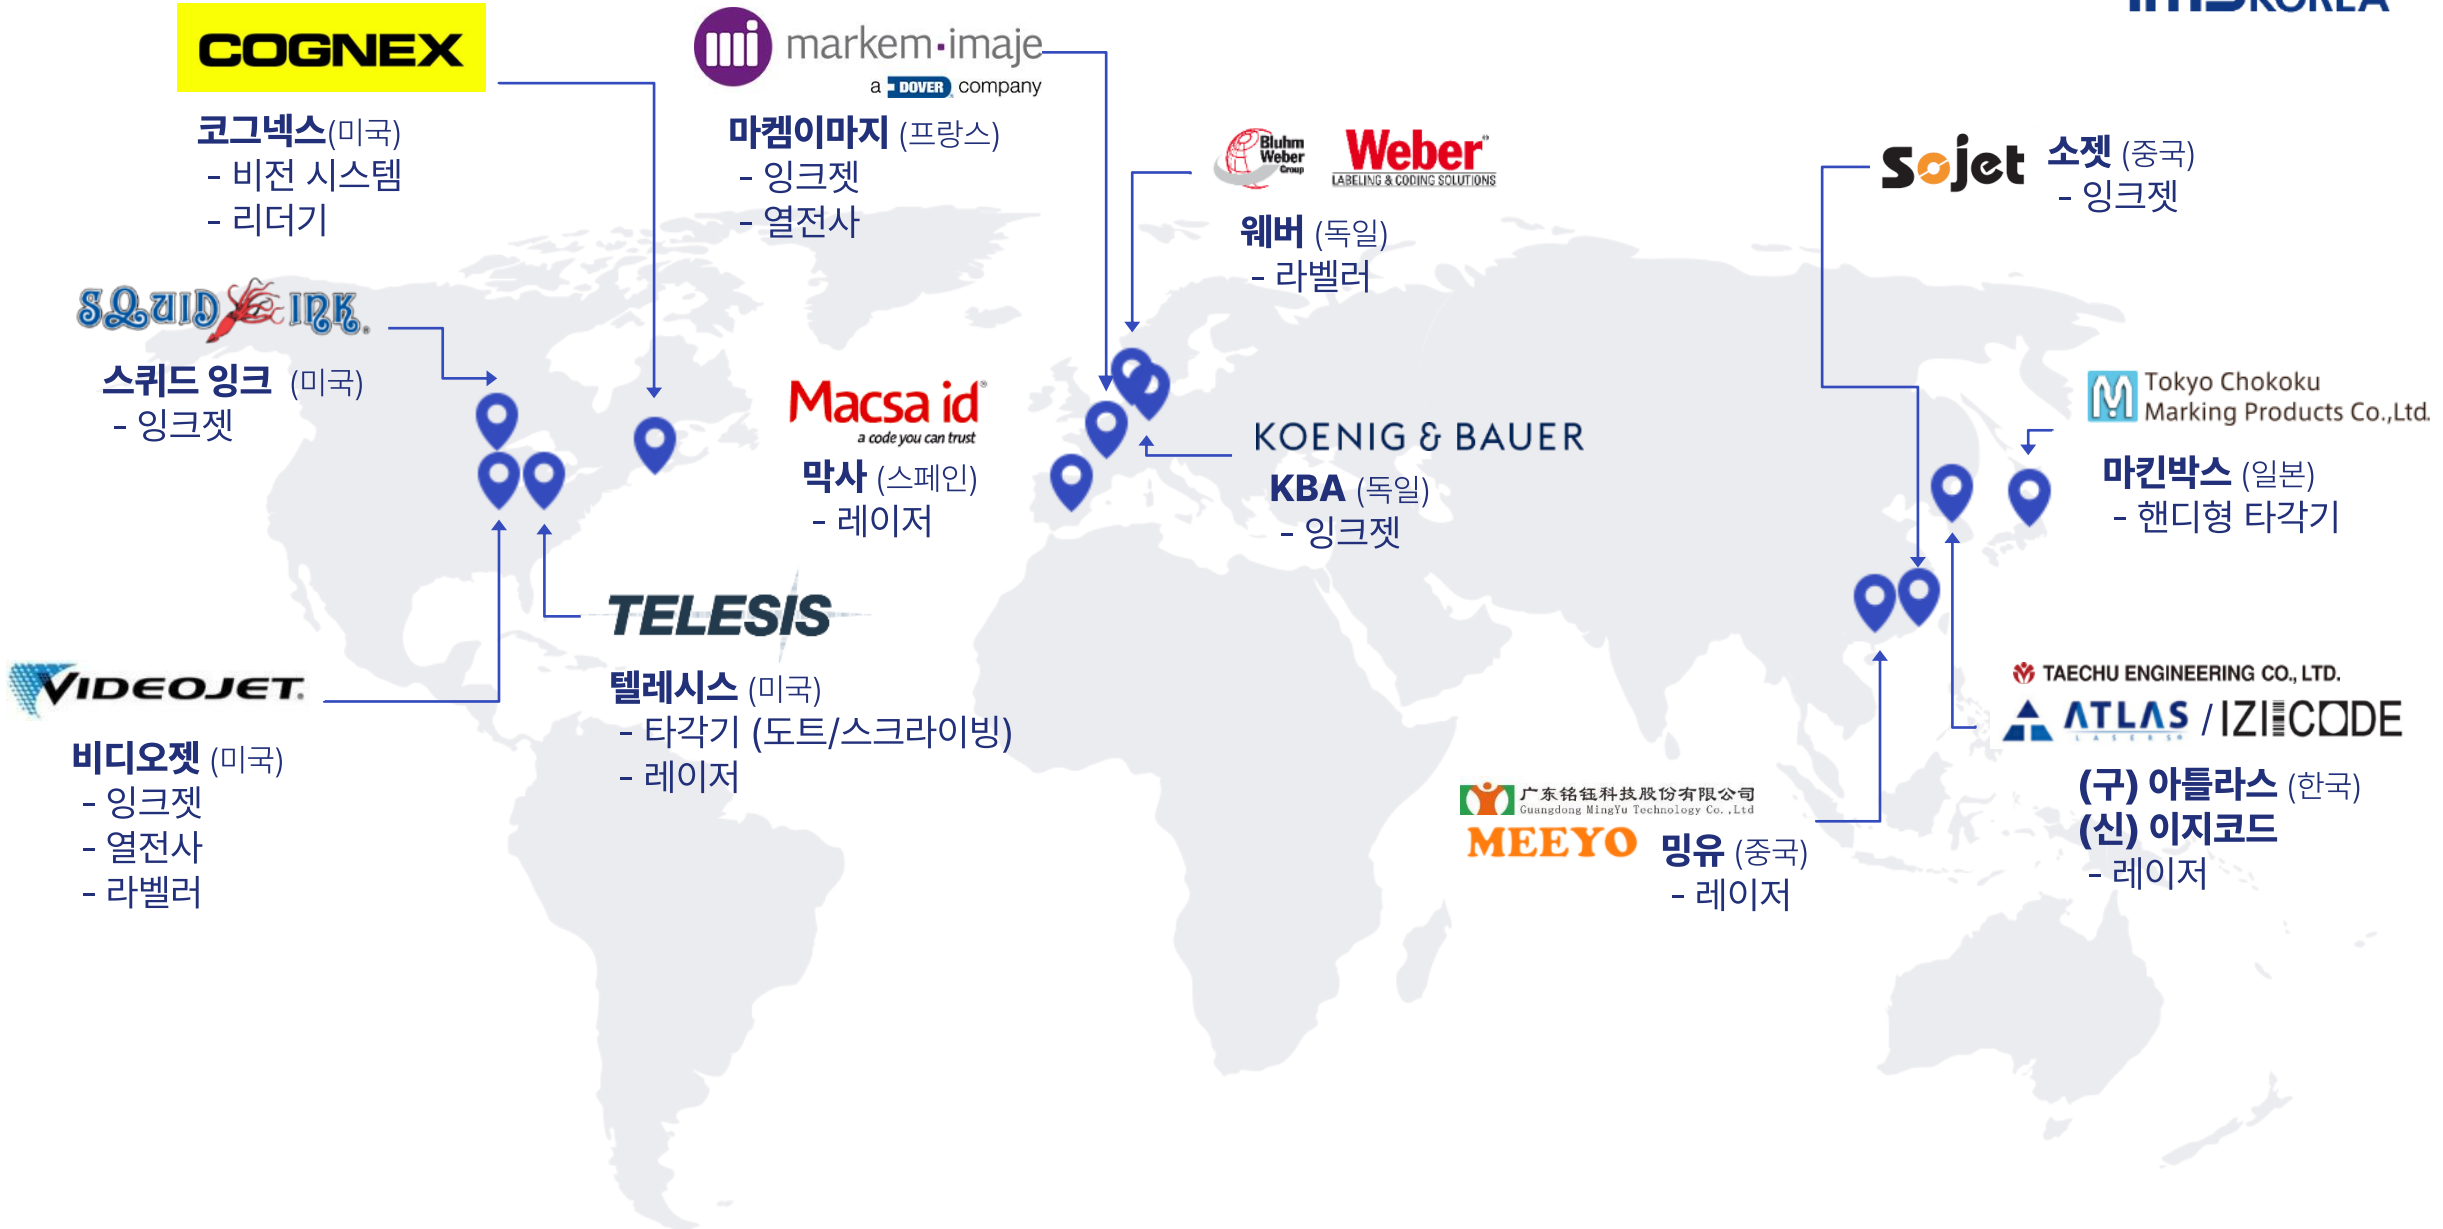 COGNEX
코그넥스(미국)
- 비전 시스템
- 리더기
markem·imaje
a DOVER company
마켐이마지 (프랑스)
- 잉크젯
- 열전사
Bluhm
Weber
Group
Weber®
LABELING & CODING SOLUTIONS
웨버 (독일)
- 라벨러
Sojet
소젯 (중국)
- 잉크젯
KOREA
SQUID INK®
스퀴드 잉크 (미국)
- 잉크젯
Macsa id®
a code you can trust
막사 (스페인)
- 레이저
KOENIG & BAUER
KBA (독일)
- 잉크젯
Tokyo Chokoku
Marking Products Co.,Ltd.
마킨박스 (일본)
- 핸디형 타각기
TELESIS
텔레시스 (미국)
- 타각기 (도트/스크라이빙)
- 레이저
VIDEOJET.
비디오젯 (미국)
- 잉크젯
- 열전사
- 라벨러
广东铭钰科技股份有限公司
Guangdong MingYu Technology Co.,Ltd
MEEYO
밍유 (중국)
- 레이저
TAECHU ENGINEERING CO., LTD.
ATLAS / IZICODE
LASERS®
(구) 아틀라스 (한국)
(신) 이지코드
- 레이저